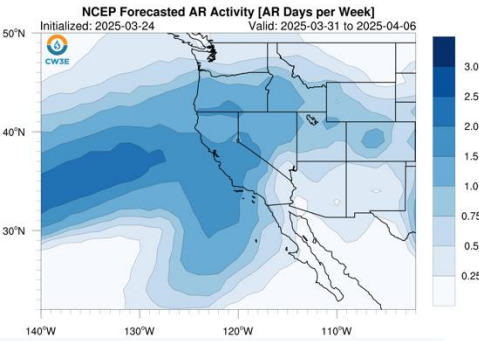 NCEP Forecasted AR Activity [AR Days per Week]
Initialized: 2025-03-24 Valid: 2025-03-31 to 2025-04-06
50°N
CW3E
40°N
30°N
140°W 130°W 120°W 110°W
3.0
2.5
2.0
1.5
1.0
0.75
0.5
0.25